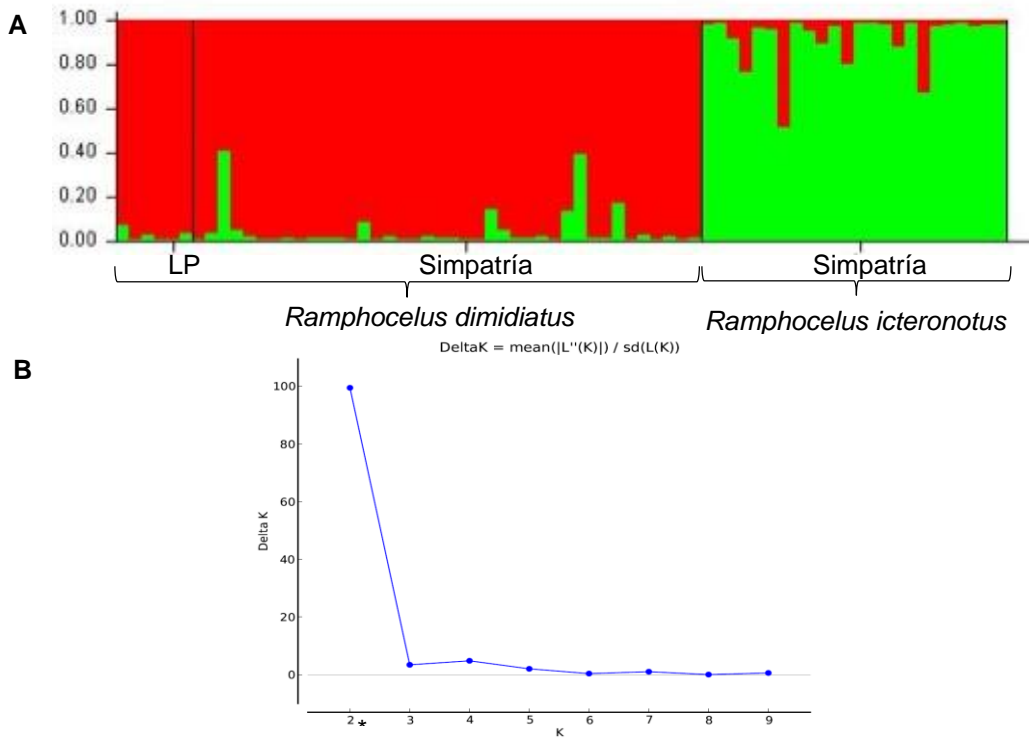 A
1.00
0.80
0.60
0.40
0.20
0.00
LP Simpatría Simpatría
Ramphocelus dimidiatus Ramphocelus icteronotus
B
DeltaK = mean(|L''(K)|) / sd(L(K))
100
80
60
40
20
0
Delta K
2 * 3 4 5 6 7 8 9
K